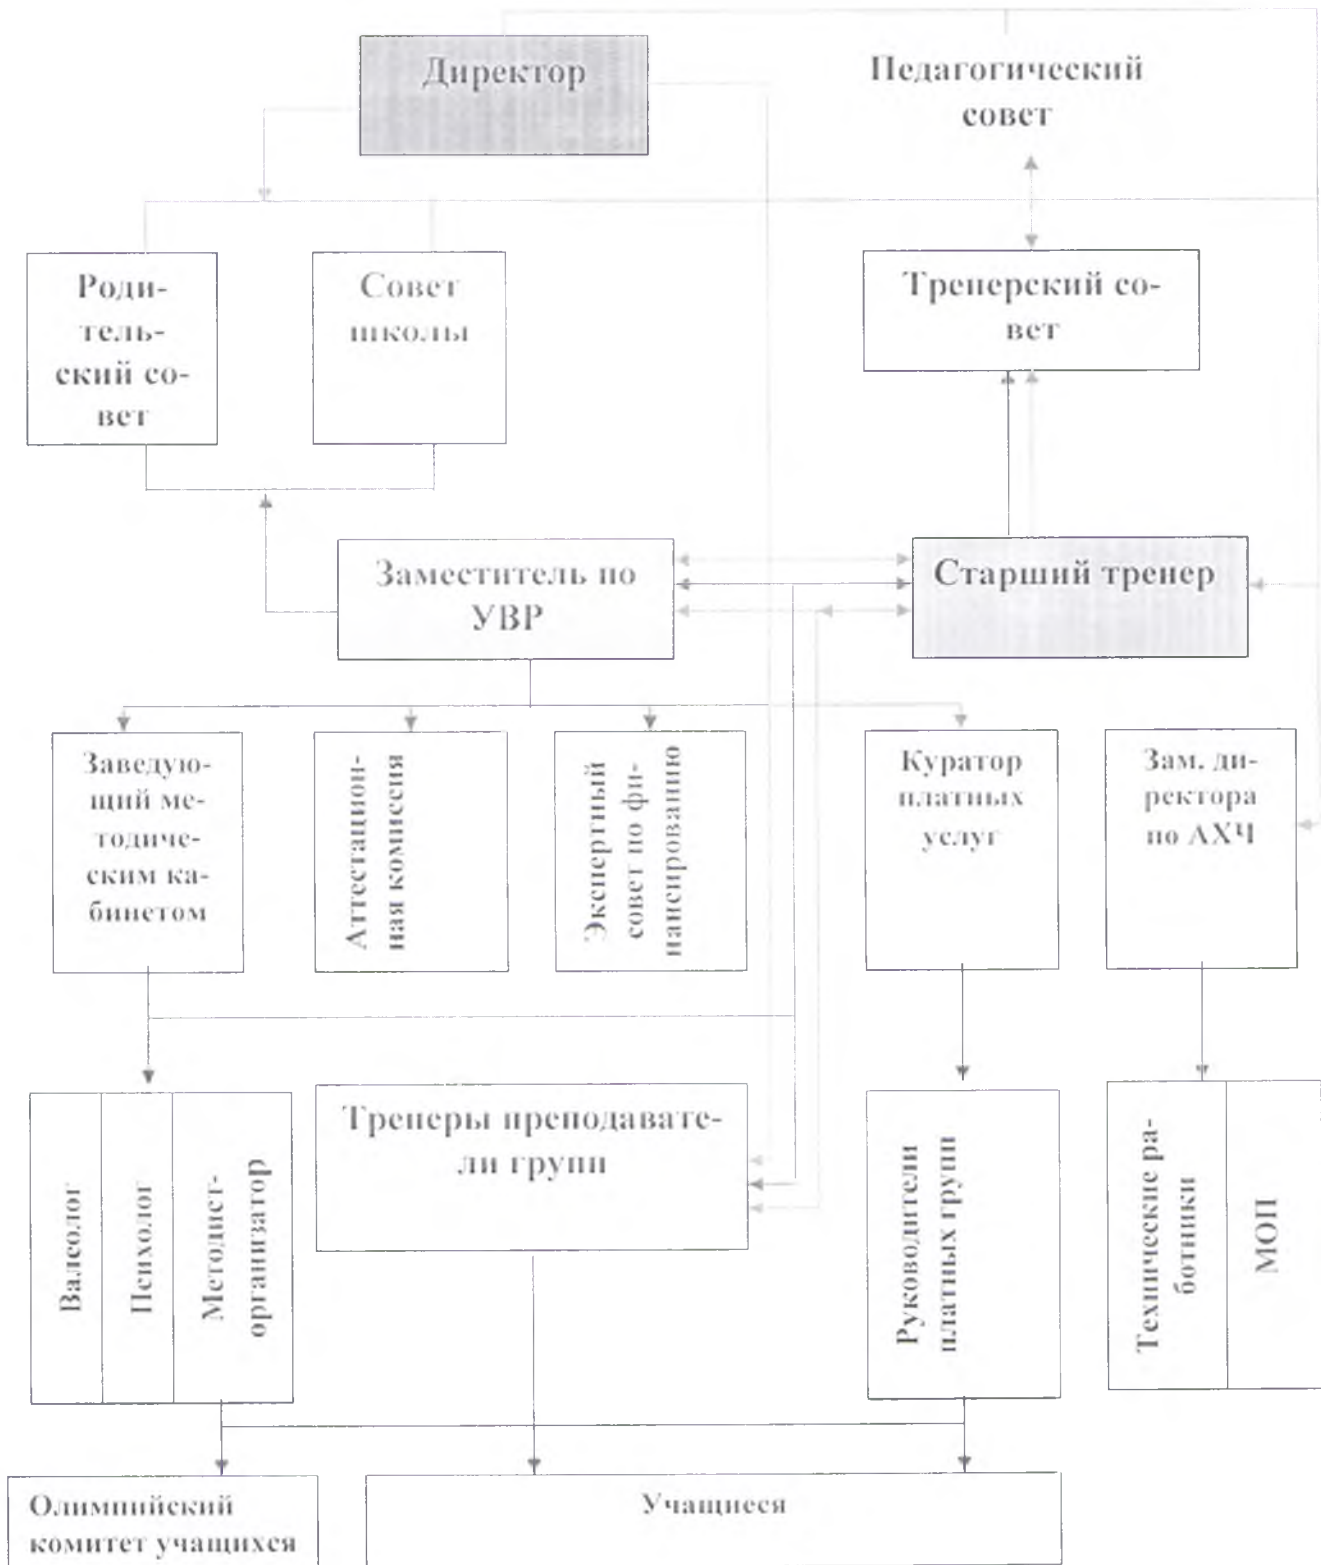 Директор
Педагогический
совет
Роди-
тель-
ский со-
вет
Совет
школы
Тренерский со-
вет
Заместитель по
УВР
Старший тренер
Заведую-
щий ме-
тодиче-
ским ка-
бинетом
Аттестацион-
ная комиссия
Экспертный
совет по фи-
нансированию
Куратор
платных
услуг
Зам. ди-
ректора
по АХЧ
Валеолог
Психолог
Методист-
организатор
Тренеры преподавате-
ли групп
Руководители
платных групп
Технические ра-
ботники
МОП
Олимпийский
комитет учащихся
Учащиеся